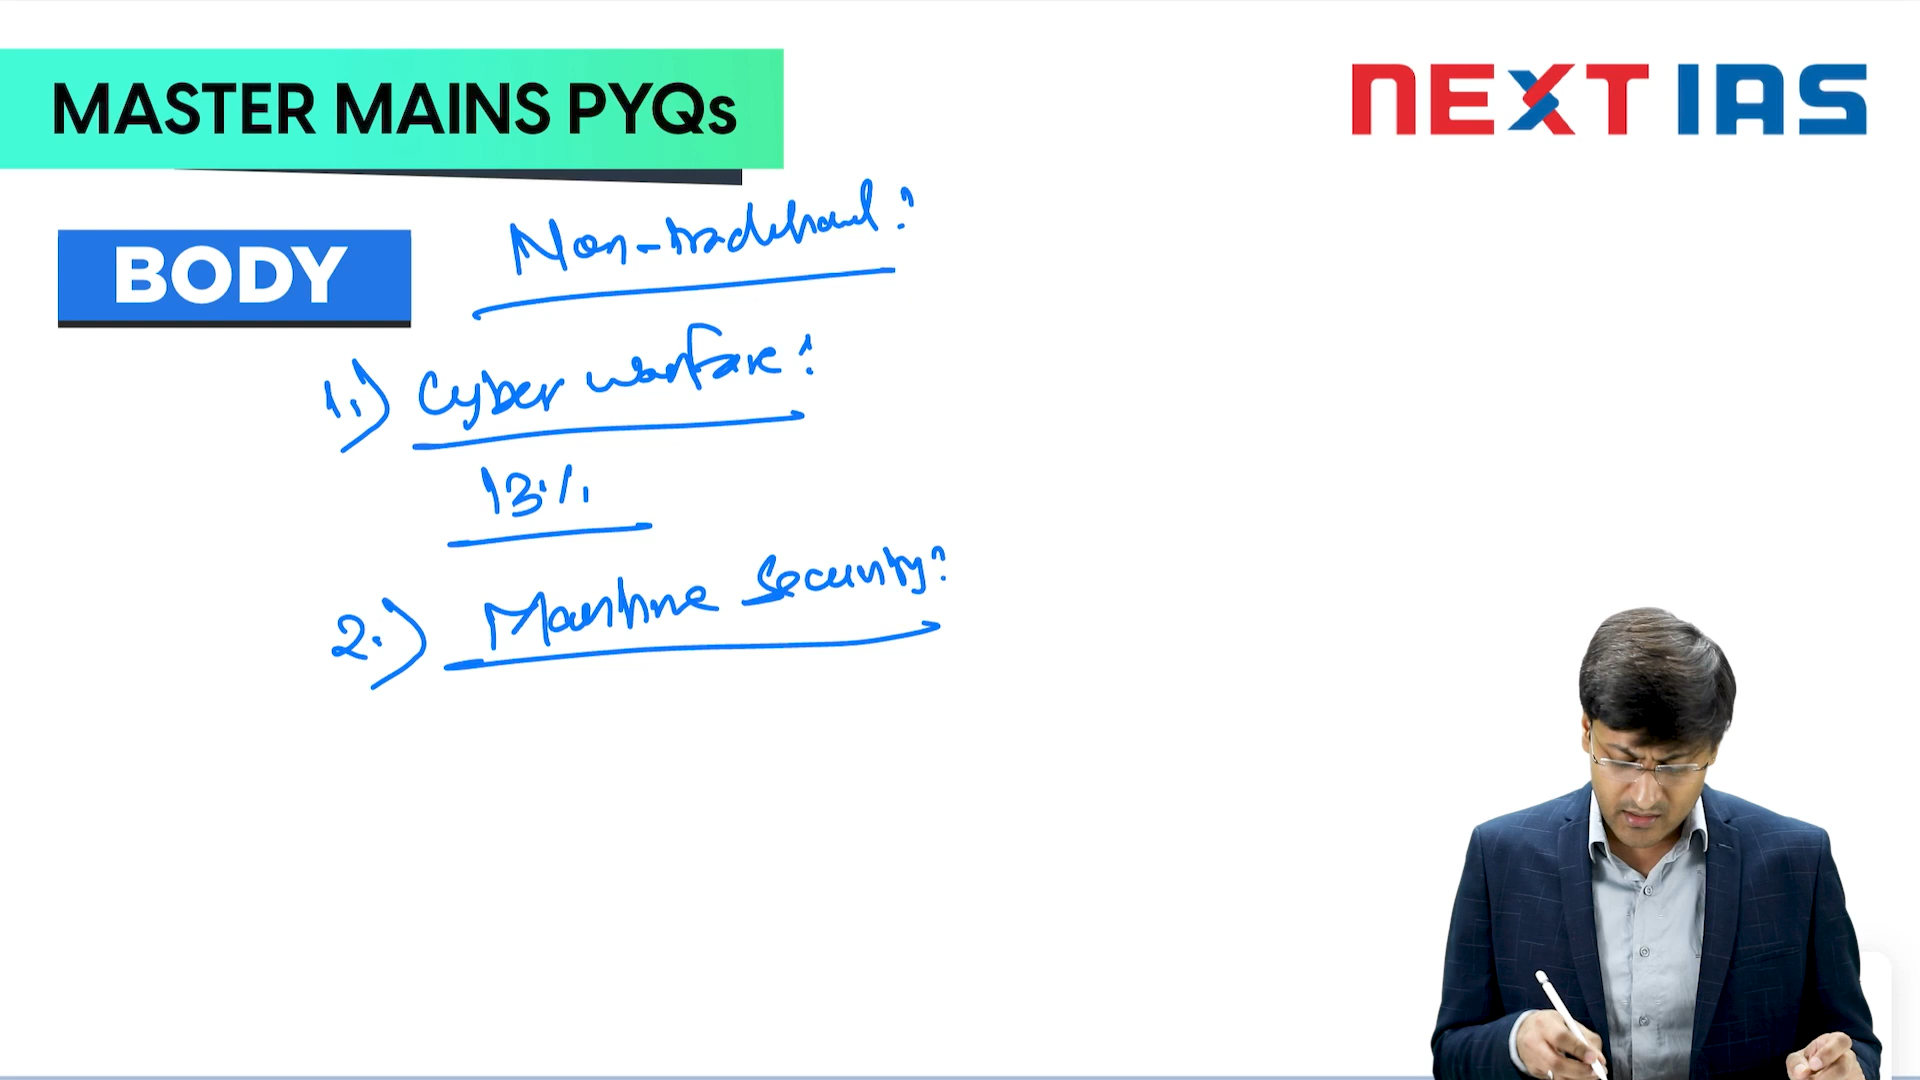 MASTER MAINS PYQs
NEXT IAS
BODY
Non-traditional:
1.) Cyber warfare:
13%
2.) Maritime Security: